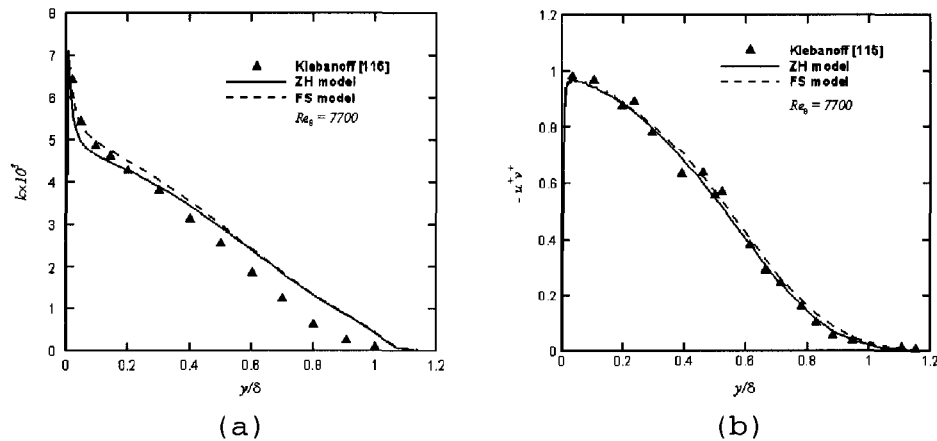 8
7
6
5
4
3
2
1
0
k×10³
0 0.2 0.4 0.6 0.8 1 1.2
y/δ
Klebanoff [116]
ZH model
FS model
Reθ = 7700
(a)
1.2
1
0.8
0.6
0.4
0.2
0
- u⁺v⁺
0 0.2 0.4 0.6 0.8 1 1.2
y/δ
Klebanoff [115]
ZH model
FS model
Reθ = 7700
(b)